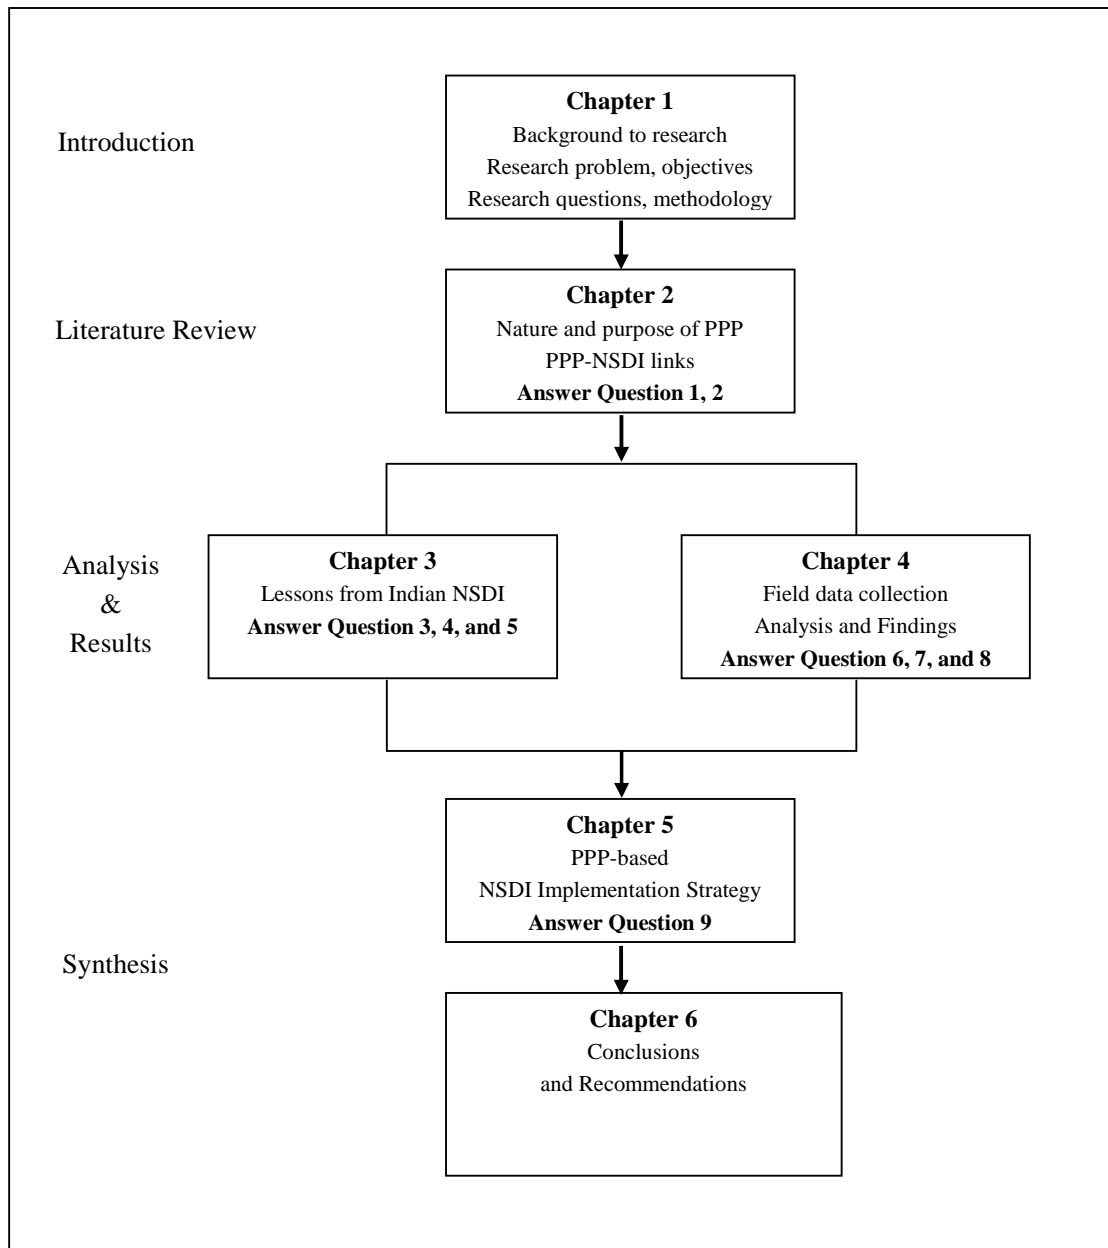 Introduction
Chapter 1
Background to research
Research problem, objectives
Research questions, methodology
Literature Review
Chapter 2
Nature and purpose of PPP
PPP-NSDI links
Answer Question 1, 2
Analysis
&
Results
Chapter 3
Lessons from Indian NSDI
Answer Question 3, 4, and 5
Chapter 4
Field data collection
Analysis and Findings
Answer Question 6, 7, and 8
Synthesis
Chapter 5
PPP-based
NSDI Implementation Strategy
Answer Question 9
Chapter 6
Conclusions
and Recommendations